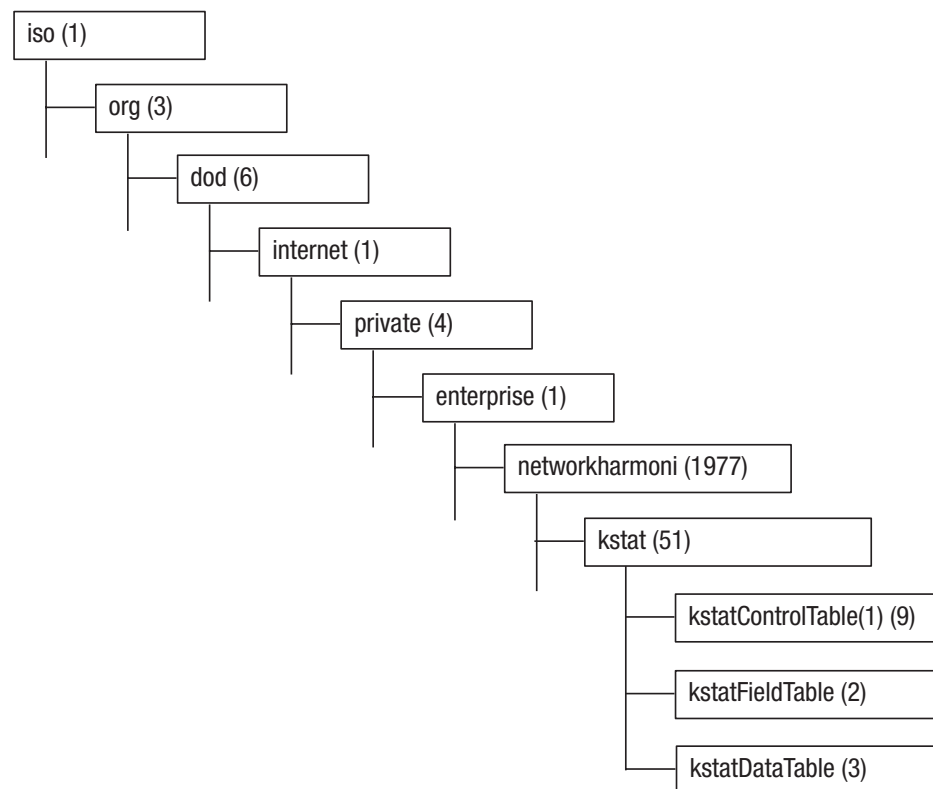 iso (1)
org (3)
dod (6)
internet (1)
private (4)
enterprise (1)
networkharmoni (1977)
kstat (51)
kstatControlTable(1) (9)
kstatFieldTable (2)
kstatDataTable (3)